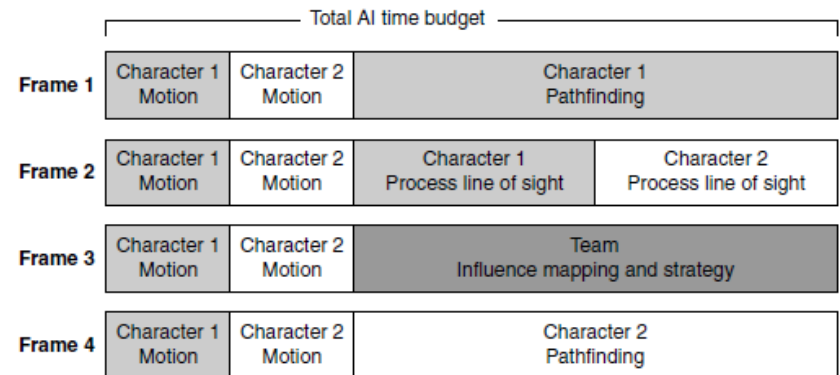 Total AI time budget
Frame 1
Character 1
Motion
Character 2
Motion
Character 1
Pathfinding
Frame 2
Character 1
Motion
Character 2
Motion
Character 1
Process line of sight
Character 2
Process line of sight
Frame 3
Character 1
Motion
Character 2
Motion
Team
Influence mapping and strategy
Frame 4
Character 1
Motion
Character 2
Motion
Character 2
Pathfinding